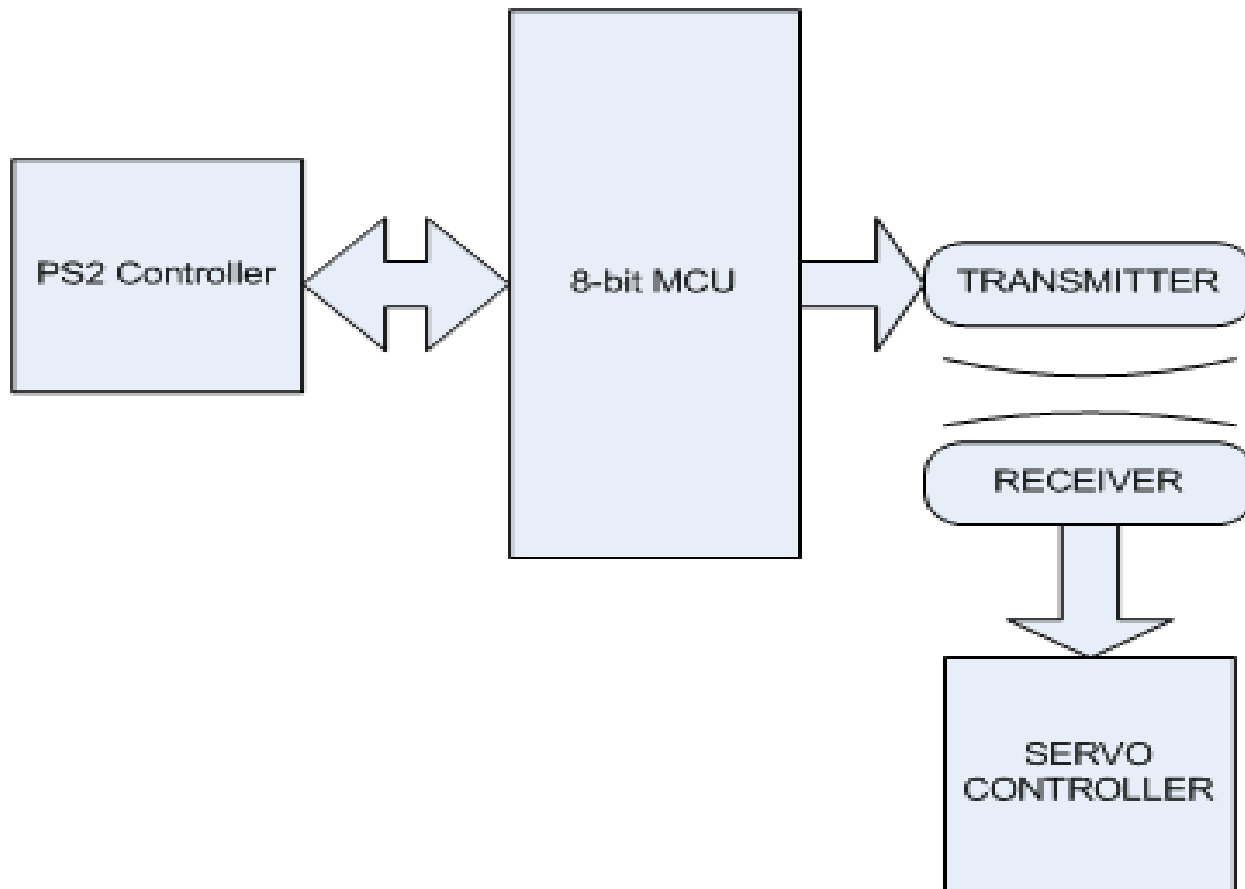 PS2 Controller
8-bit MCU
TRANSMITTER
RECEIVER
SERVO
CONTROLLER